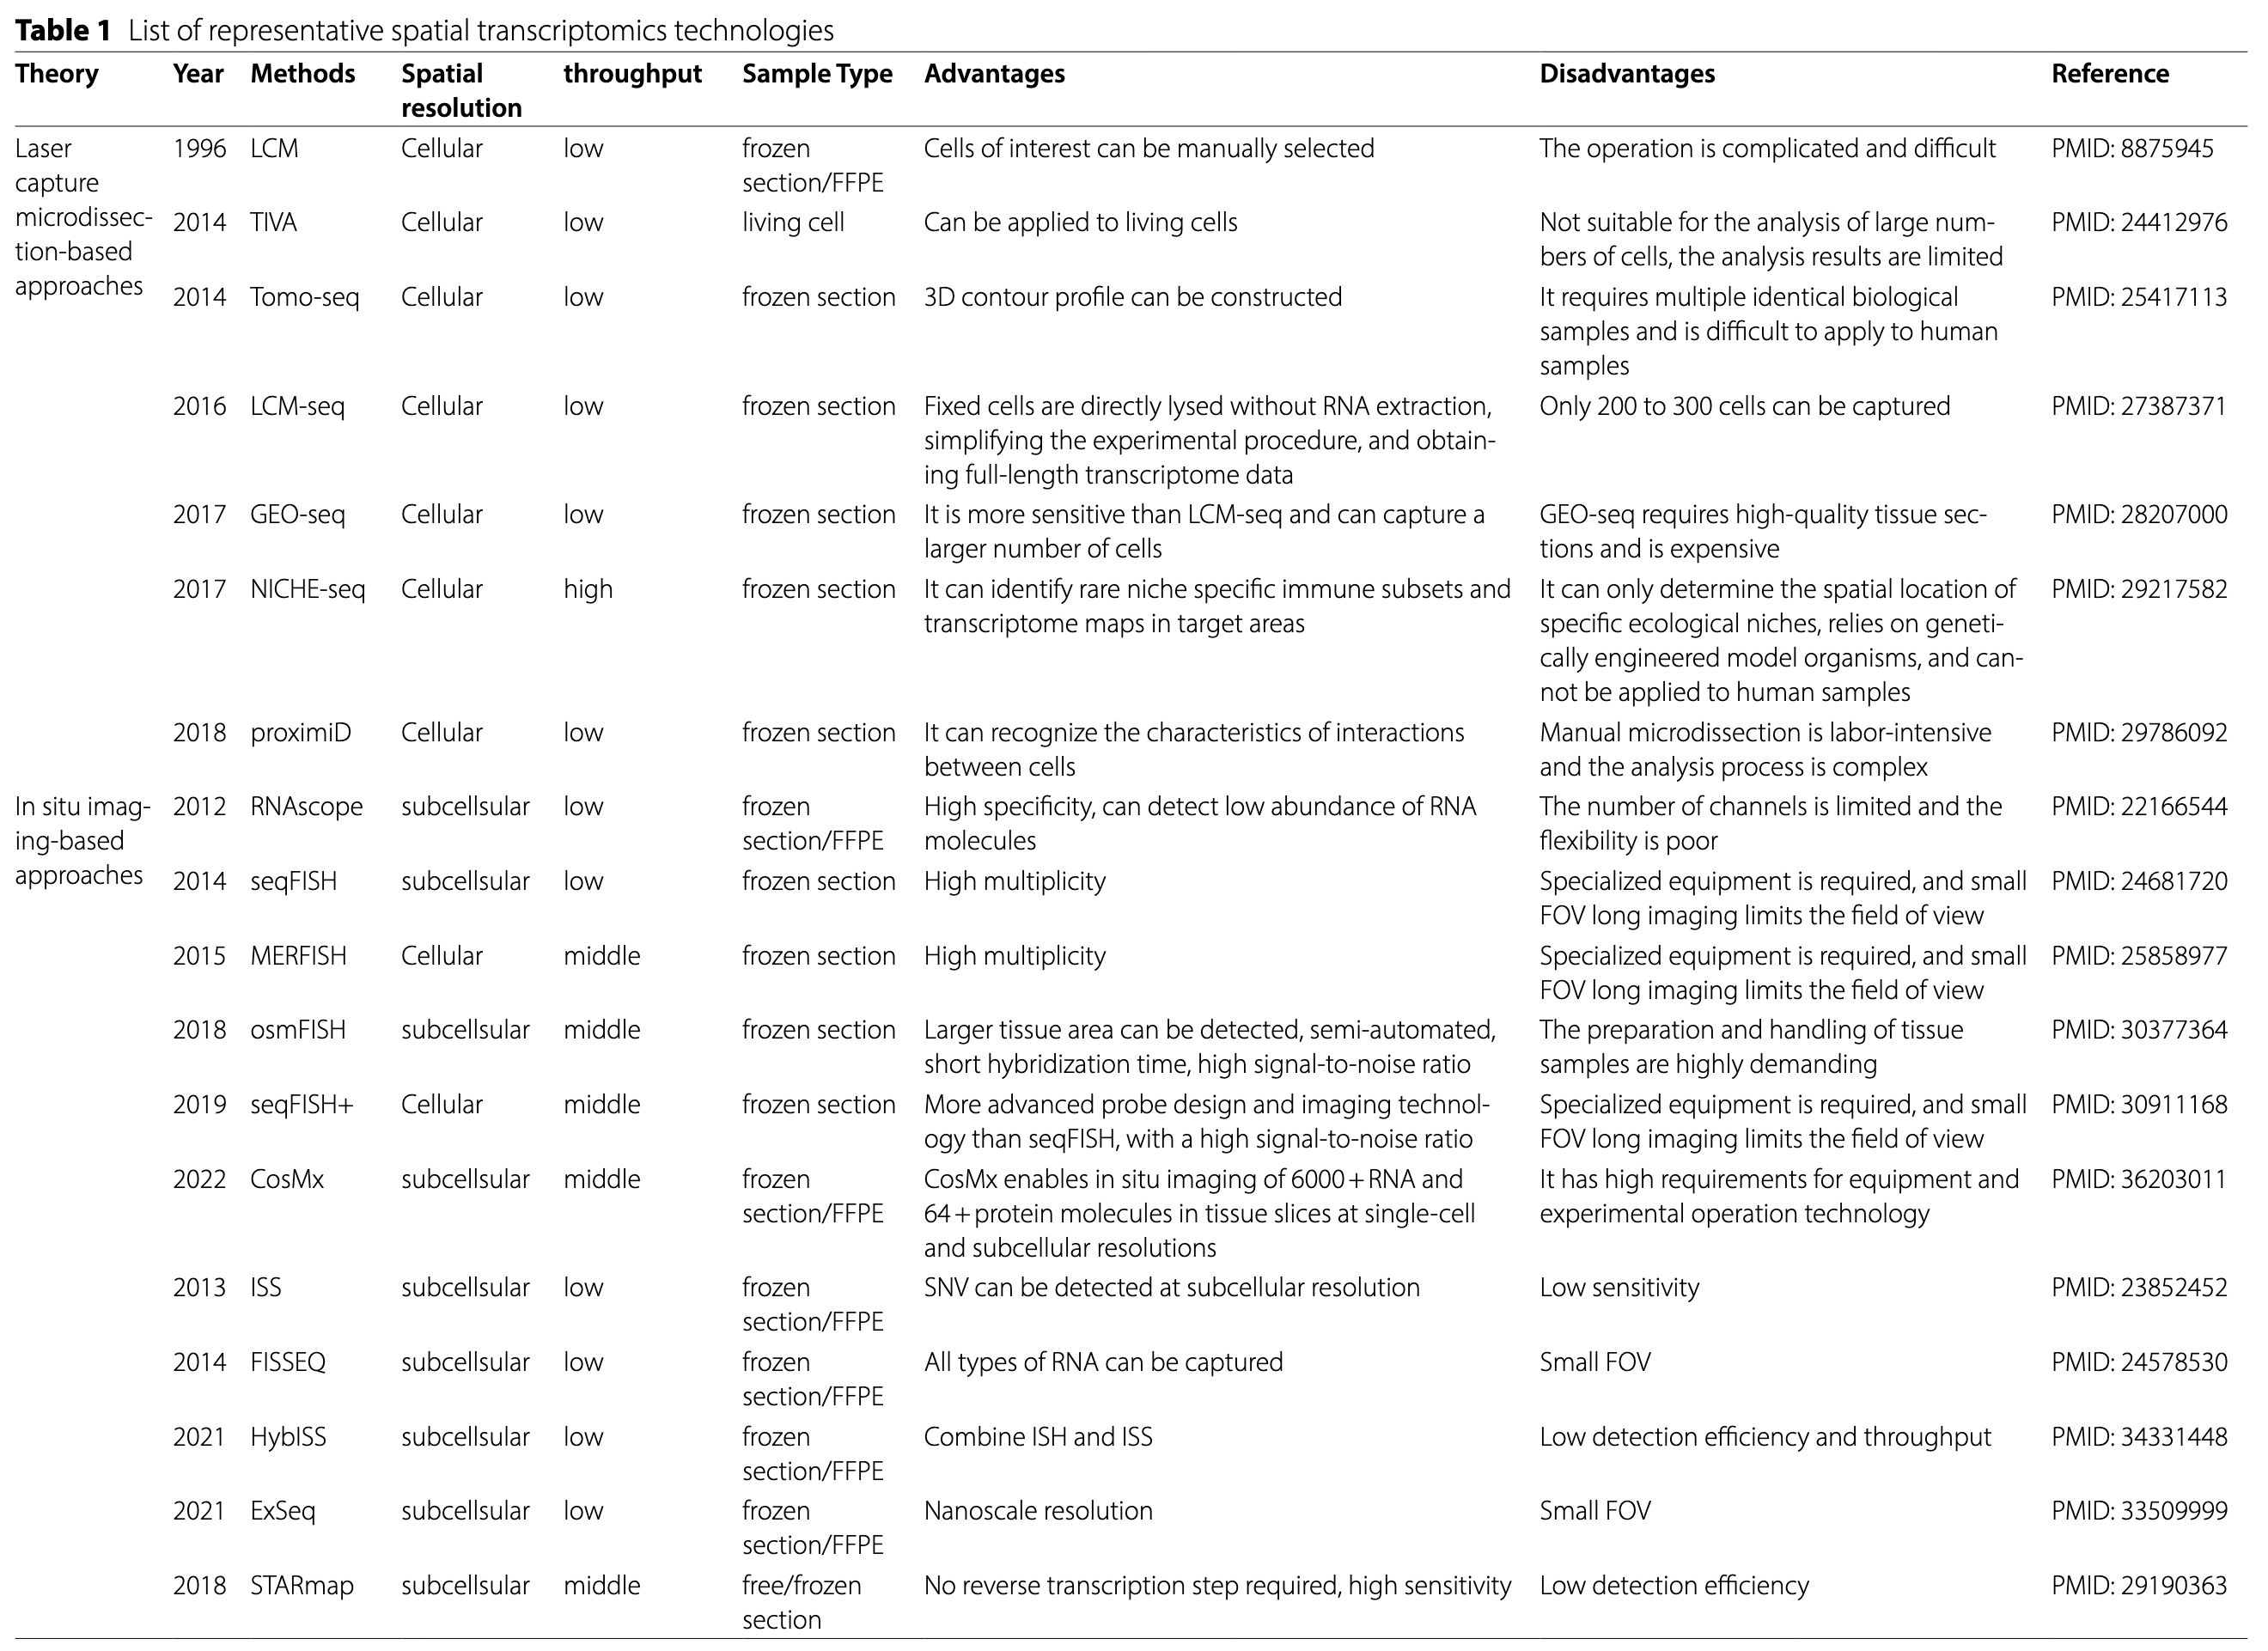 Table 1 List of representative spatial transcriptomics technologies
Theory Year Methods Spatial resolution throughput Sample Type Advantages Disadvantages Reference
Laser capture microdissec-tion-based approaches 1996 LCM Cellular low frozen section/FFPE Cells of interest can be manually selected The operation is complicated and difficult PMID: 8875945
2014 TIVA Cellular low living cell Can be applied to living cells Not suitable for the analysis of large num-bers of cells, the analysis results are limited PMID: 24412976
2014 Tomo-seq Cellular low frozen section 3D contour profile can be constructed It requires multiple identical biological samples and is difficult to apply to human samples PMID: 25417113
2016 LCM-seq Cellular low frozen section Fixed cells are directly lysed without RNA extraction, simplifying the experimental procedure, and obtain-ing full-length transcriptome data Only 200 to 300 cells can be captured PMID: 27387371
2017 GEO-seq Cellular low frozen section It is more sensitive than LCM-seq and can capture a larger number of cells GEO-seq requires high-quality tissue sec-tions and is expensive PMID: 28207000
2017 NICHE-seq Cellular high frozen section It can identify rare niche specific immune subsets and transcriptome maps in target areas It can only determine the spatial location of specific ecological niches, relies on geneti-cally engineered model organisms, and can-not be applied to human samples PMID: 29217582
2018 proximiD Cellular low frozen section It can recognize the characteristics of interactions between cells Manual microdissection is labor-intensive and the analysis process is complex PMID: 29786092
In situ imag-ing-based approaches 2012 RNAscope subcellsular low frozen section/FFPE High specificity, can detect low abundance of RNA molecules The number of channels is limited and the flexibility is poor PMID: 22166544
2014 seqFISH subcellsular low frozen section High multiplicity Specialized equipment is required, and small FOV long imaging limits the field of view PMID: 24681720
2015 MERFISH Cellular middle frozen section High multiplicity Specialized equipment is required, and small FOV long imaging limits the field of view PMID: 25858977
2018 osmFISH subcellsular middle frozen section Larger tissue area can be detected, semi-automated, short hybridization time, high signal-to-noise ratio The preparation and handling of tissue samples are highly demanding PMID: 30377364
2019 seqFISH+ Cellular middle frozen section More advanced probe design and imaging technol-ogy than seqFISH, with a high signal-to-noise ratio Specialized equipment is required, and small FOV long imaging limits the field of view PMID: 30911168
2022 CosMx subcellsular middle frozen section/FFPE CosMx enables in situ imaging of 6000 + RNA and 64 + protein molecules in tissue slices at single-cell and subcellular resolutions It has high requirements for equipment and experimental operation technology PMID: 36203011
2013 ISS subcellsular low frozen section/FFPE SNV can be detected at subcellular resolution Low sensitivity PMID: 23852452
2014 FISSEQ subcellsular low frozen section/FFPE All types of RNA can be captured Small FOV PMID: 24578530
2021 HybISS subcellsular low frozen section/FFPE Combine ISH and ISS Low detection efficiency and throughput PMID: 34331448
2021 ExSeq subcellsular low frozen section/FFPE Nanoscale resolution Small FOV PMID: 33509999
2018 STARmap subcellsular middle free/frozen section No reverse transcription step required, high sensitivity Low detection efficiency PMID: 29190363